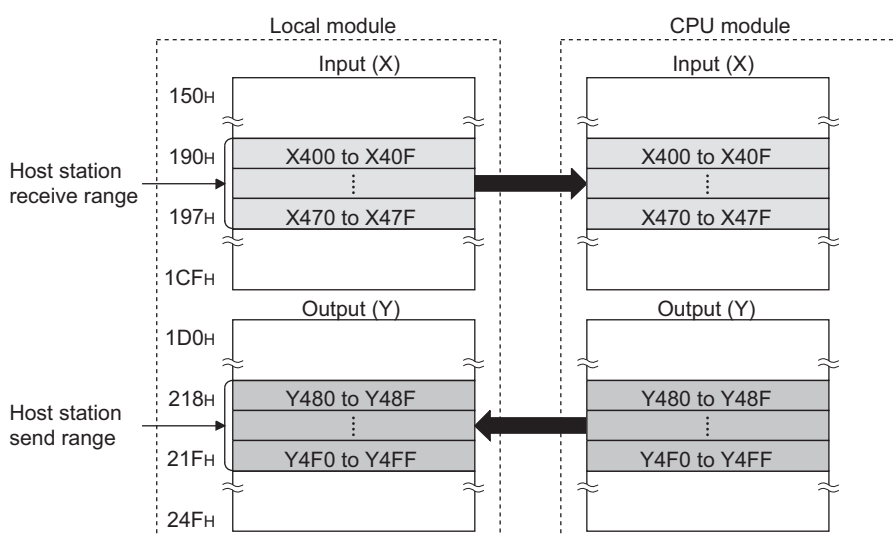 Local module
CPU module
Input (X)
Input (X)
150H
190H
X400 to X40F
X400 to X40F
Host station
receive range
197H
X470 to X47F
X470 to X47F
1CFH
Output (Y)
Output (Y)
1D0H
218H
Y480 to Y48F
Y480 to Y48F
Host station
send range
21FH
Y4F0 to Y4FF
Y4F0 to Y4FF
24FH